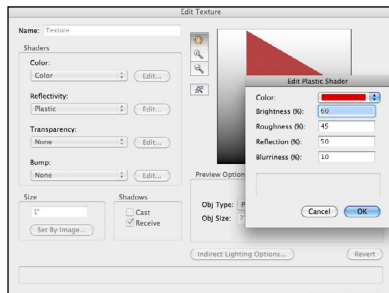 Edit Texture
Name: Texture
Shaders
Color:
Color Edit...
Reflectivity:
Plastic Edit...
Transparency:
None Edit...
Bump:
None Edit...
Size
1"
Set By Image...
Shadows
Cast
Receive
Preview Option
Obj Type:
Obj Size:
Indirect Lighting Options...
Revert
Edit Plastic Shader
Color:
Brightness (%): 60
Roughness (%): 45
Reflection (%): 50
Blurriness (%): 10
Cancel OK